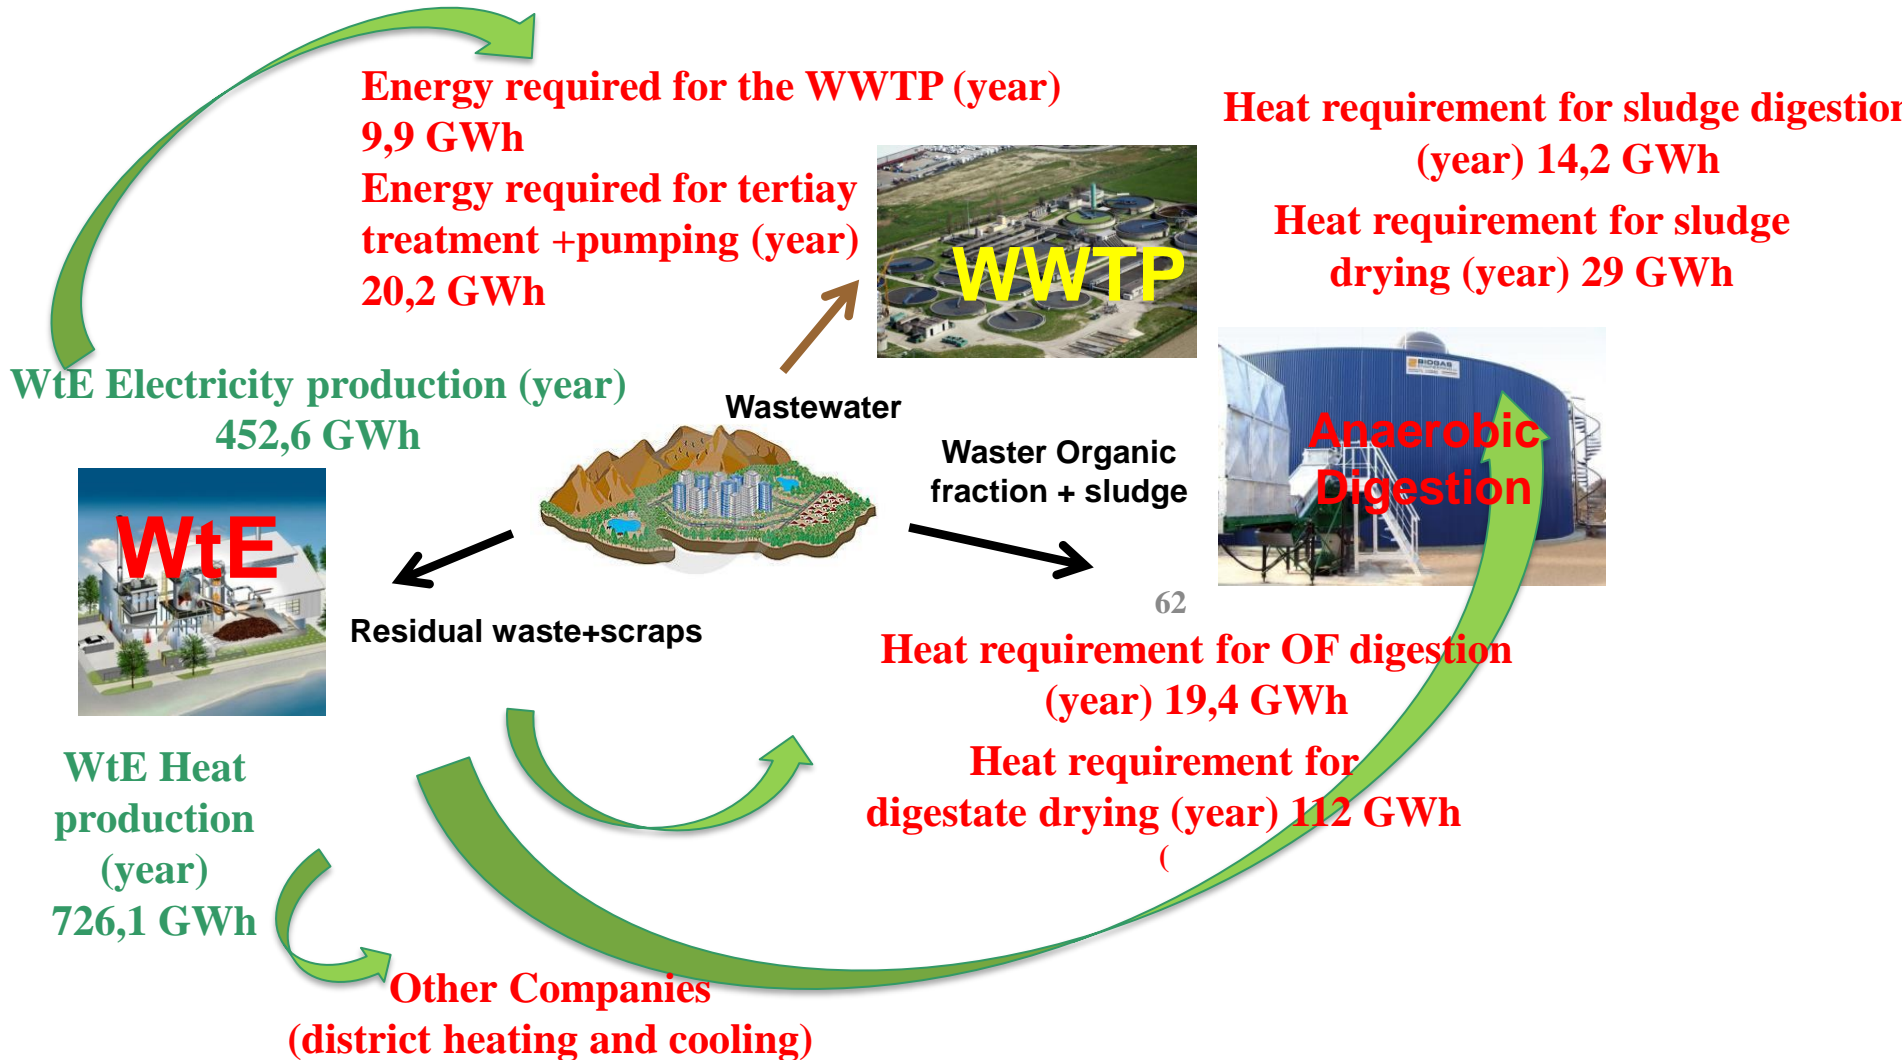 Energy required for the WWTP (year)
9,9 GWh
Energy required for tertiay
treatment +pumping (year)
20,2 GWh
Heat requirement for sludge digestion
(year) 14,2 GWh
Heat requirement for sludge
drying (year) 29 GWh
WWTP
WtE Electricity production (year)
452,6 GWh
Wastewater
Waster Organic
fraction + sludge
BIOGAS
Anaerobic
Digestion
WtE
Residual waste+scraps
62
Heat requirement for OF digestion
(year) 19,4 GWh
Heat requirement for
digestate drying (year) 112 GWh
(
WtE Heat
production
(year)
726,1 GWh
Other Companies
(district heating and cooling)